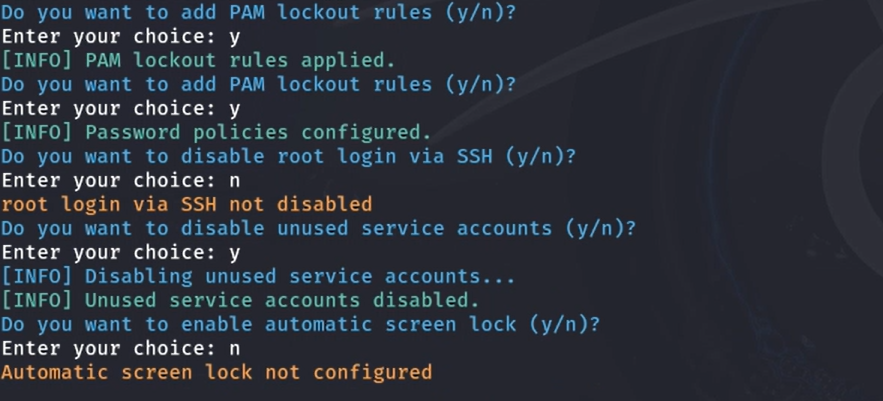 Do you want to add PAM lockout rules (y/n)?
Enter your choice: y
[INFO] PAM lockout rules applied.
Do you want to add PAM lockout rules (y/n)?
Enter your choice: y
[INFO] Password policies configured.
Do you want to disable root login via SSH (y/n)?
Enter your choice: n
root login via SSH not disabled
Do you want to disable unused service accounts (y/n)?
Enter your choice: y
[INFO] Disabling unused service accounts...
[INFO] Unused service accounts disabled.
Do you want to enable automatic screen lock (y/n)?
Enter your choice: n
Automatic screen lock not configured